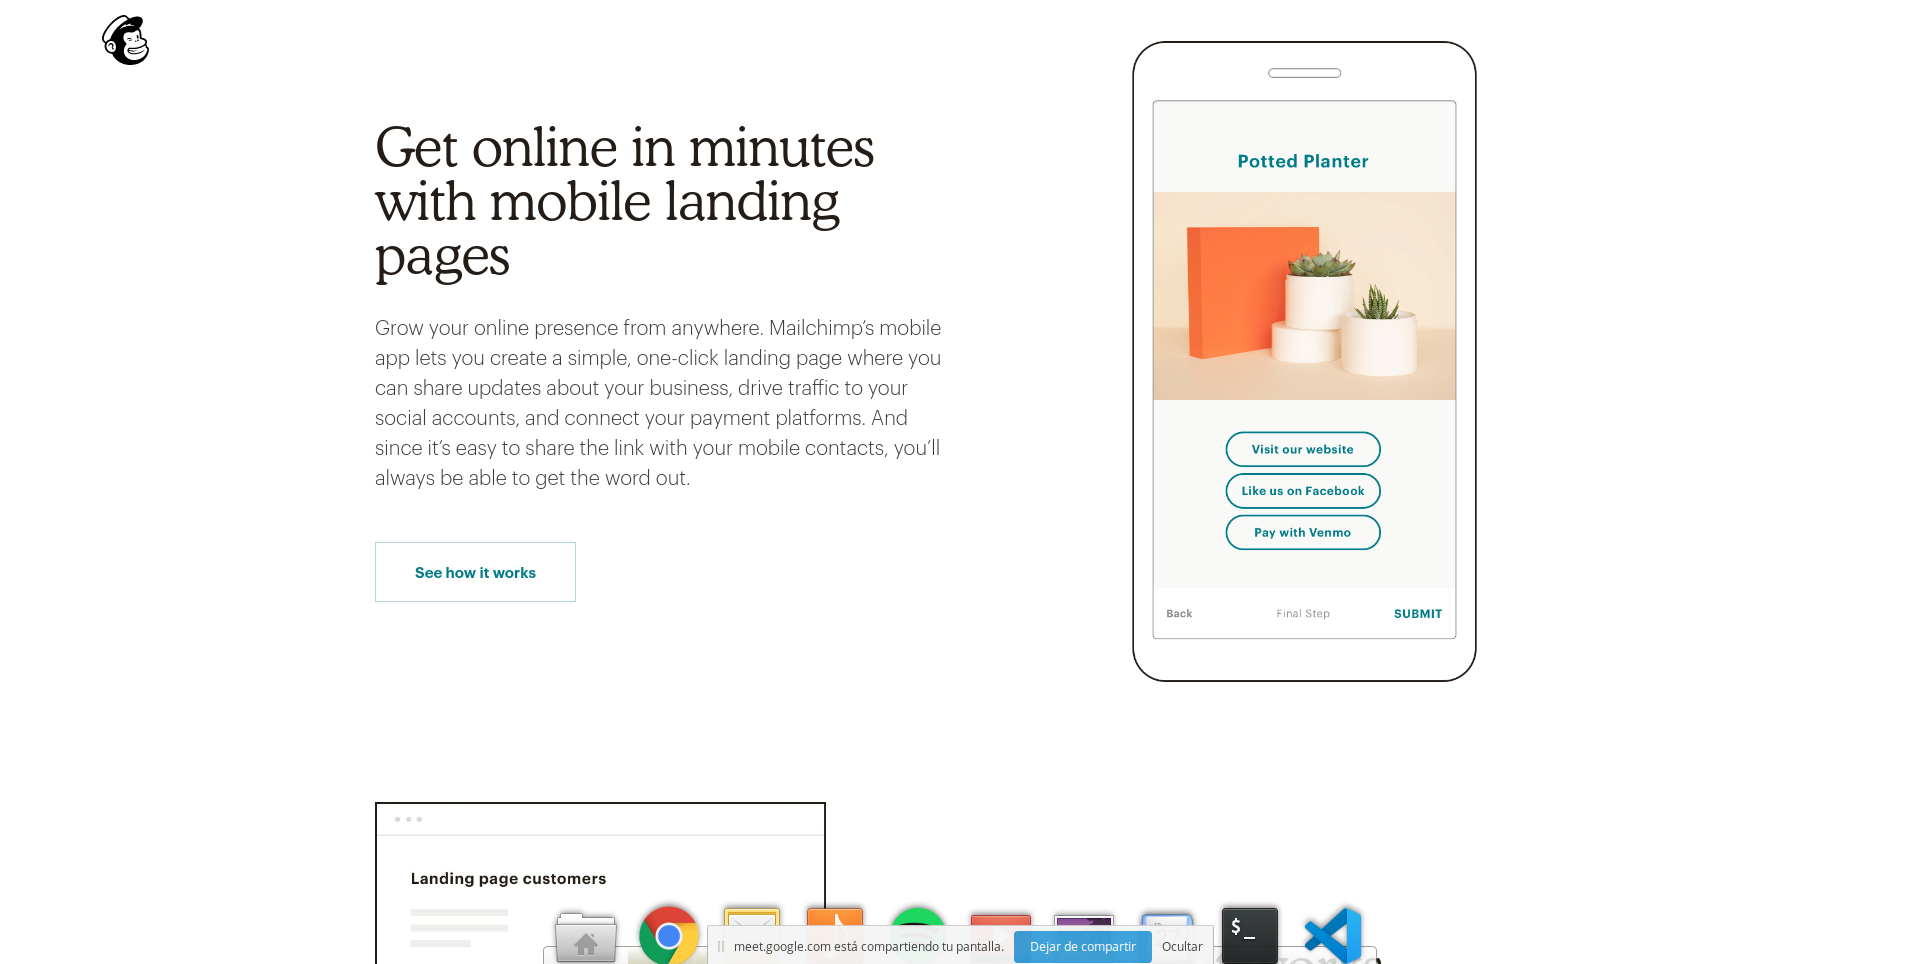 Get online in minutes
with mobile landing
pages
Grow your online presence from anywhere. Mailchimp’s mobile
app lets you create a simple, one-click landing page where you
can share updates about your business, drive traffic to your
social accounts, and connect your payment platforms. And
since it’s easy to share the link with your mobile contacts, you’ll
always be able to get the word out.
See how it works
Potted Planter
Visit our website
Like us on Facebook
Pay with Venmo
Back
Final Step
SUBMIT
Landing page customers
$_
meet.google.com está compartiendo tu pantalla.
Dejar de compartir
Ocultar